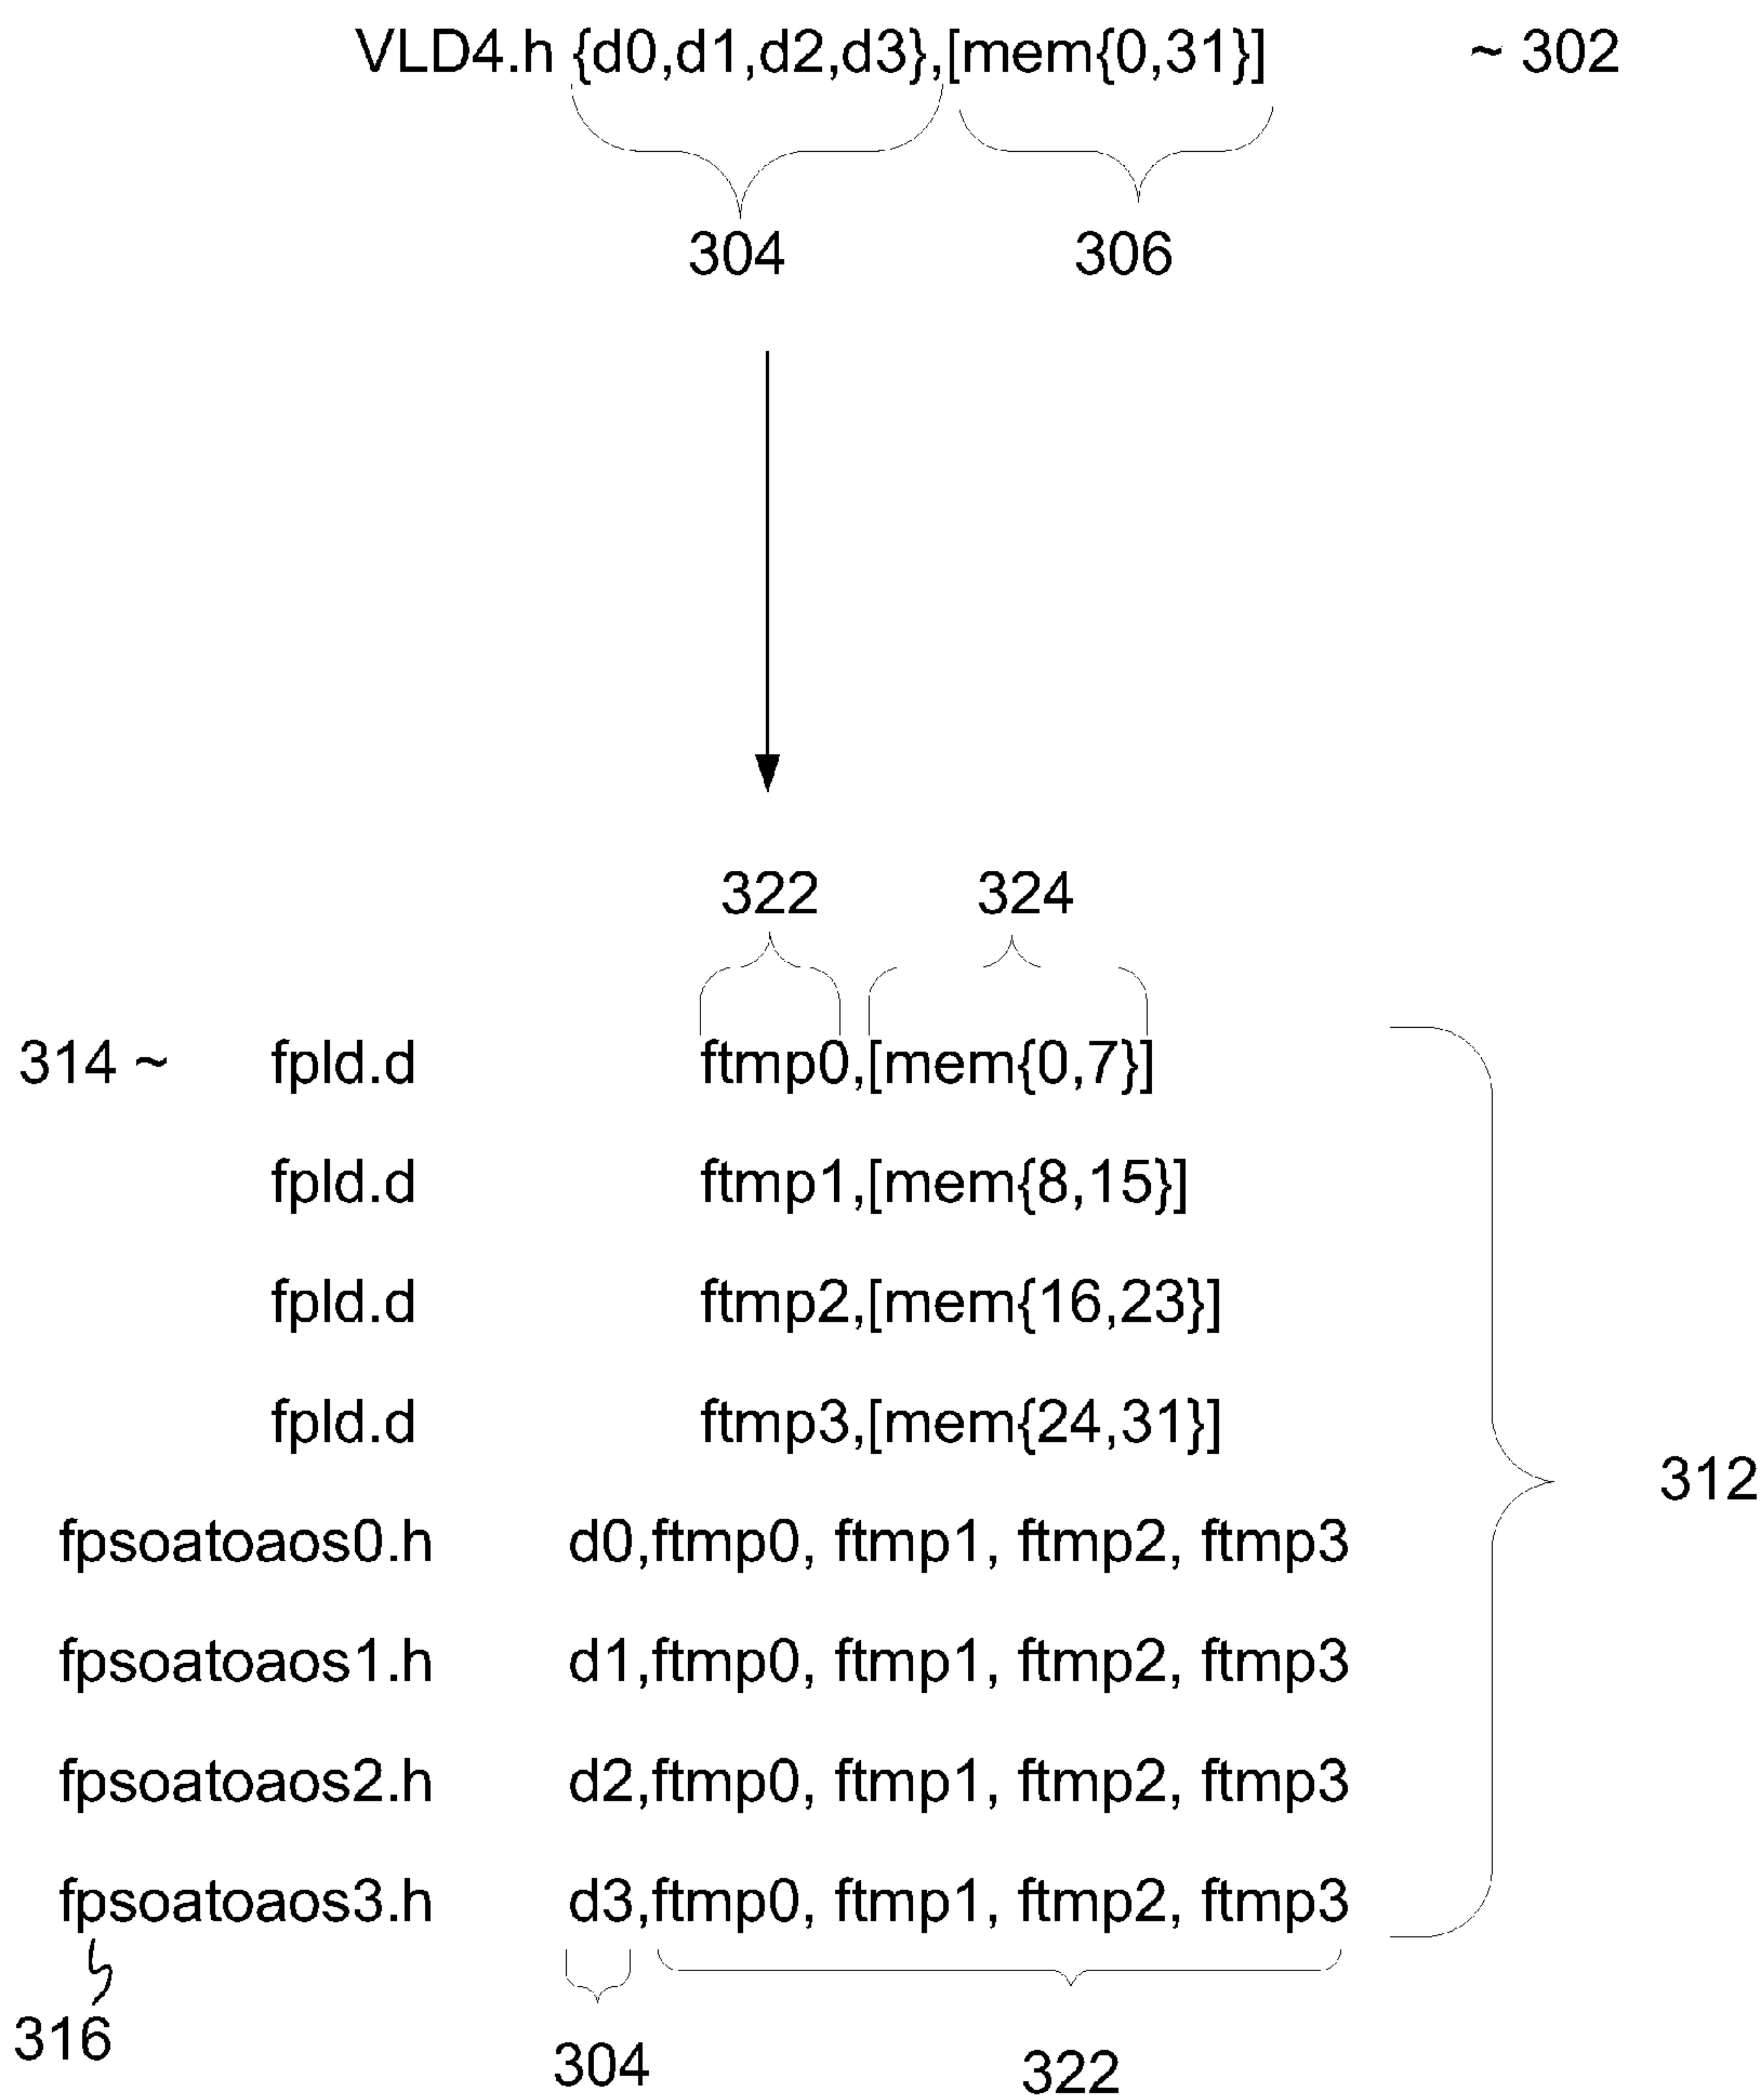 VLD4.h {d0,d1,d2,d3},[mem{0,31}] ~ 302
304 306
322 324
314 ~ fpld.d ftmp0,[mem{0,7}]
fpld.d ftmp1,[mem{8,15}]
fpld.d ftmp2,[mem{16,23}]
fpld.d ftmp3,[mem{24,31}]
312
fpsoatoaos0.h d0,ftmp0, ftmp1, ftmp2, ftmp3
fpsoatoaos1.h d1,ftmp0, ftmp1, ftmp2, ftmp3
fpsoatoaos2.h d2,ftmp0, ftmp1, ftmp2, ftmp3
fpsoatoaos3.h d3,ftmp0, ftmp1, ftmp2, ftmp3
316 304 322